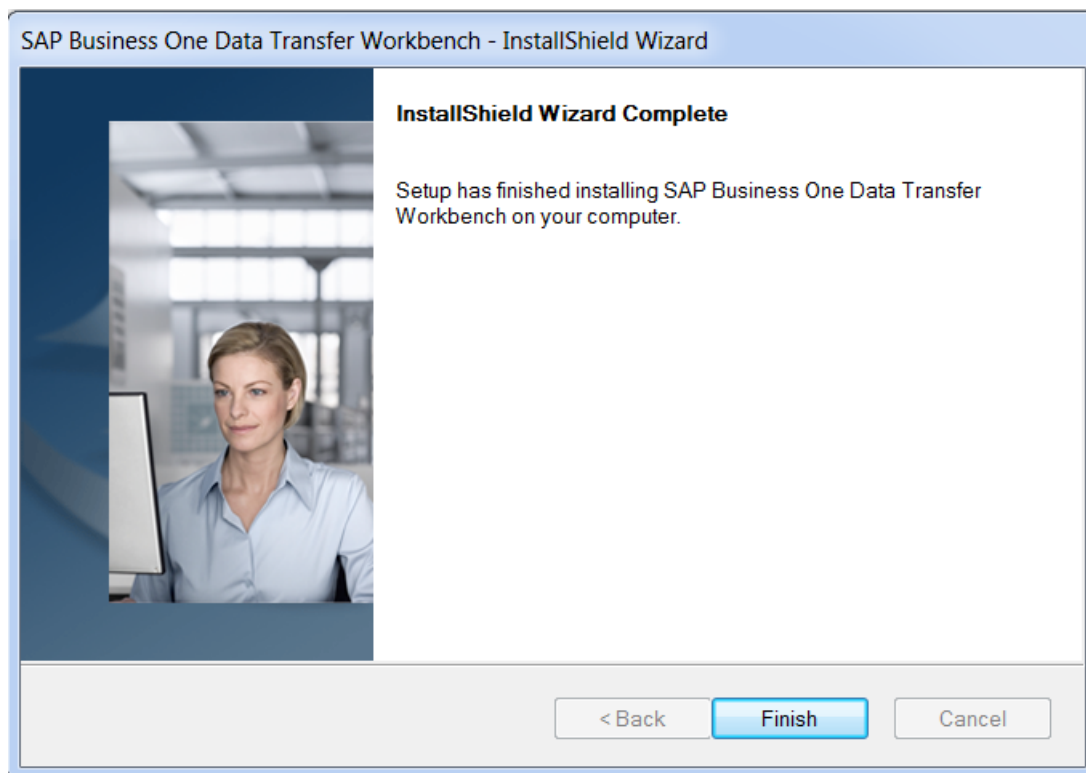 SAP Business One Data Transfer Workbench - InstallShield Wizard
InstallShield Wizard Complete
Setup has finished installing SAP Business One Data Transfer
Workbench on your computer.
< Back
Finish
Cancel